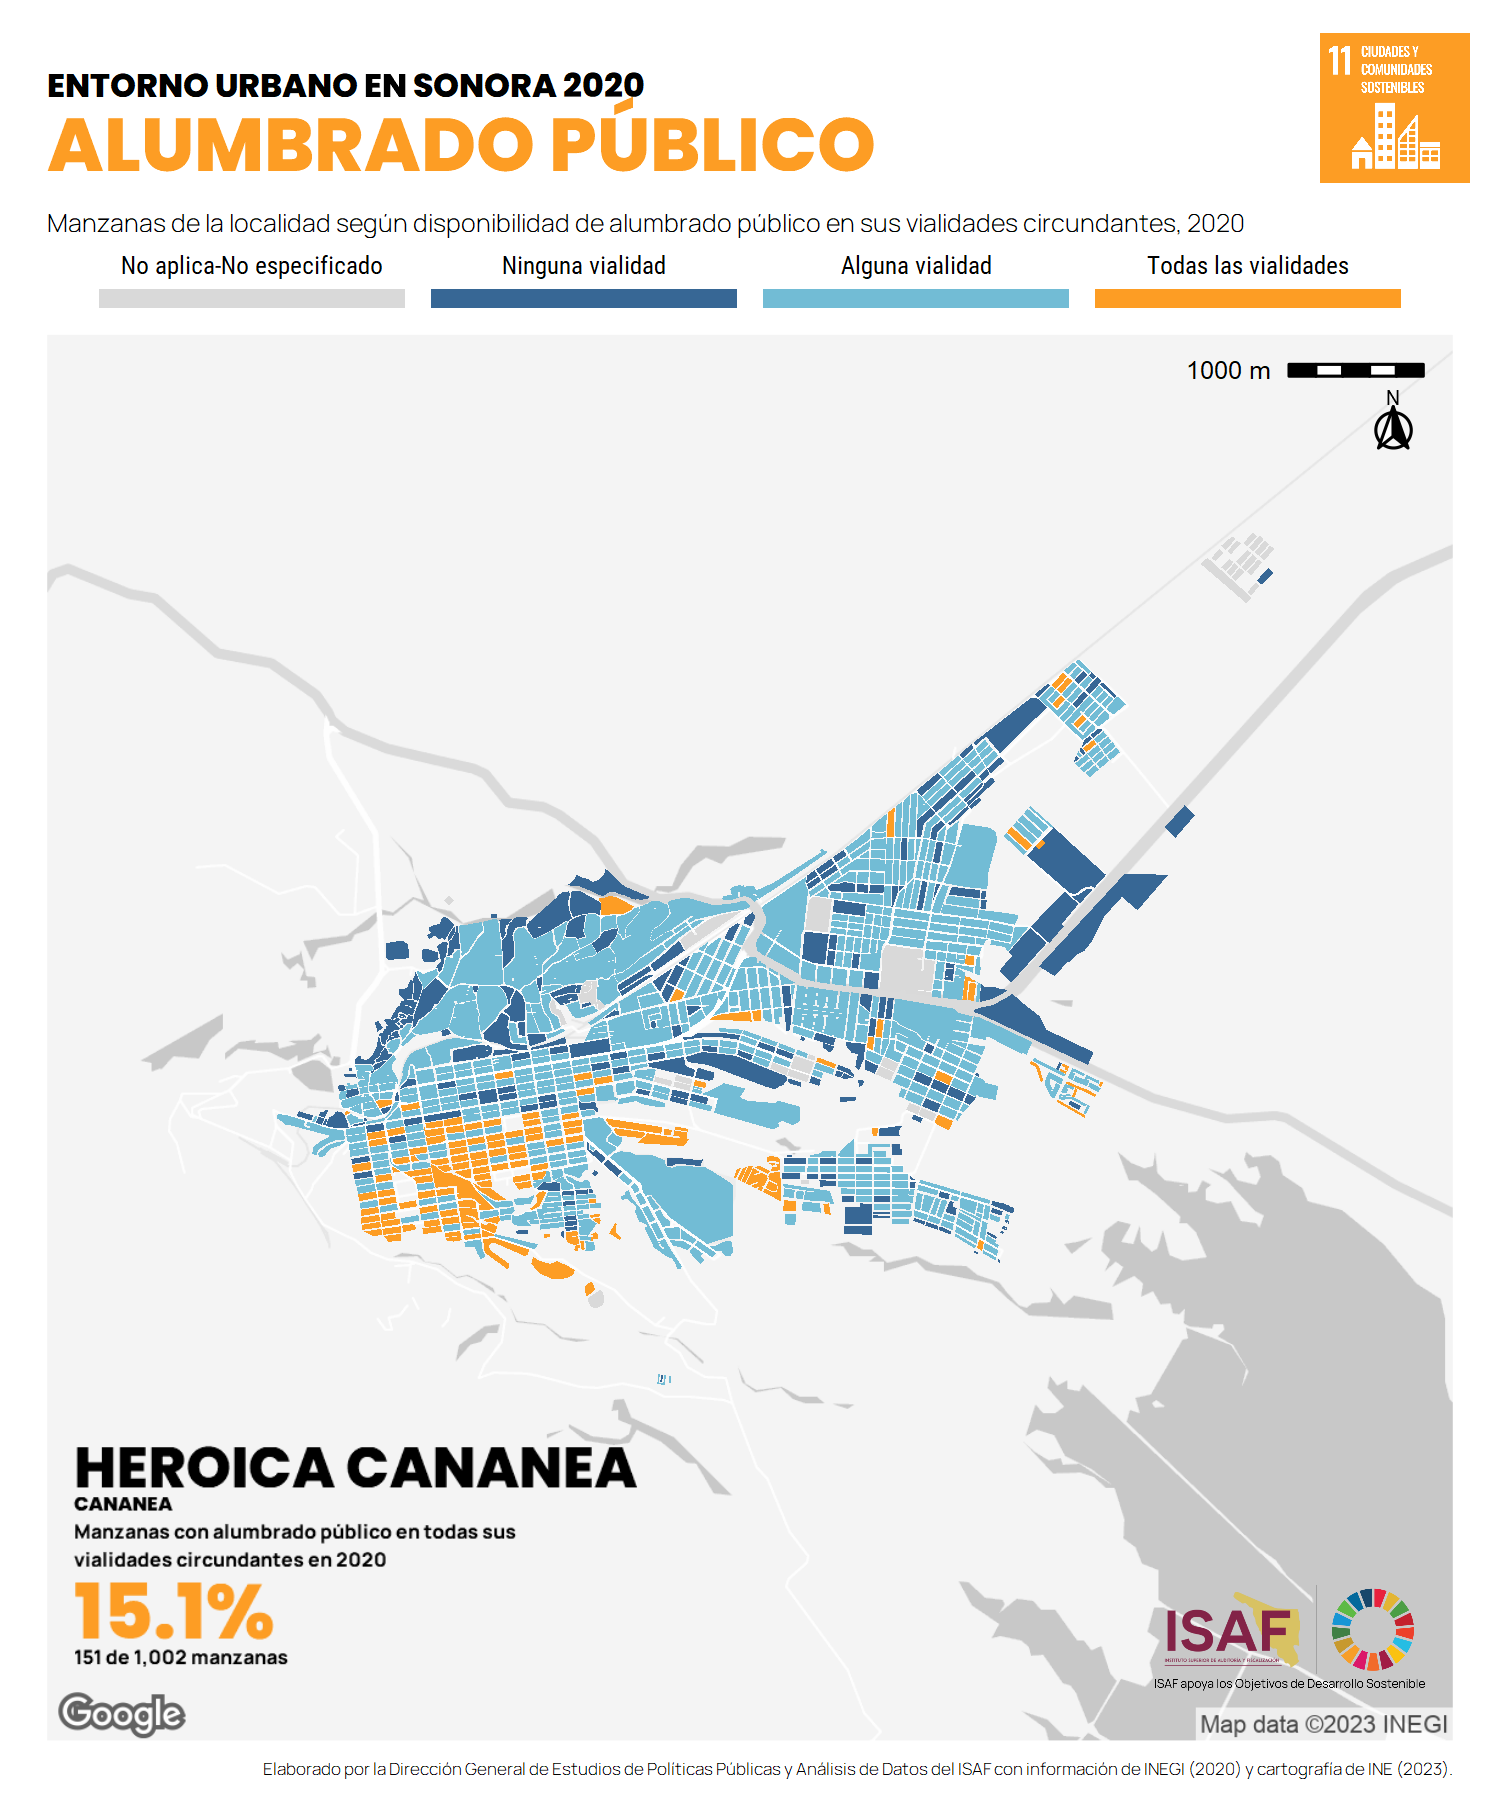 11 CIUDADES Y
COMUNIDADES
SOSTENIBLES
ENTORNO URBANO EN SONORA 2020
ALUMBRADO PÚBLICO
Manzanas de la localidad según disponibilidad de alumbrado público en sus vialidades circundantes, 2020
No aplica-No especificado
Ninguna vialidad
Alguna vialidad
Todas las vialidades
1000 m
N
HEROICA CANANEA
CANANEA
Manzanas con alumbrado público en todas sus
vialidades circundantes en 2020
15.1%
151 de 1,002 manzanas
ISAF
INSTITUTO SUPERIOR DE AUDITORÍA Y FISCALIZACIÓN
ISAF apoya los Objetivos de Desarrollo Sostenible
Google
Map data ©2023 INEGI
Elaborado por la Dirección General de Estudios de Políticas Públicas y Análisis de Datos del ISAF con información de INEGI (2020) y cartografía de INE (2023).